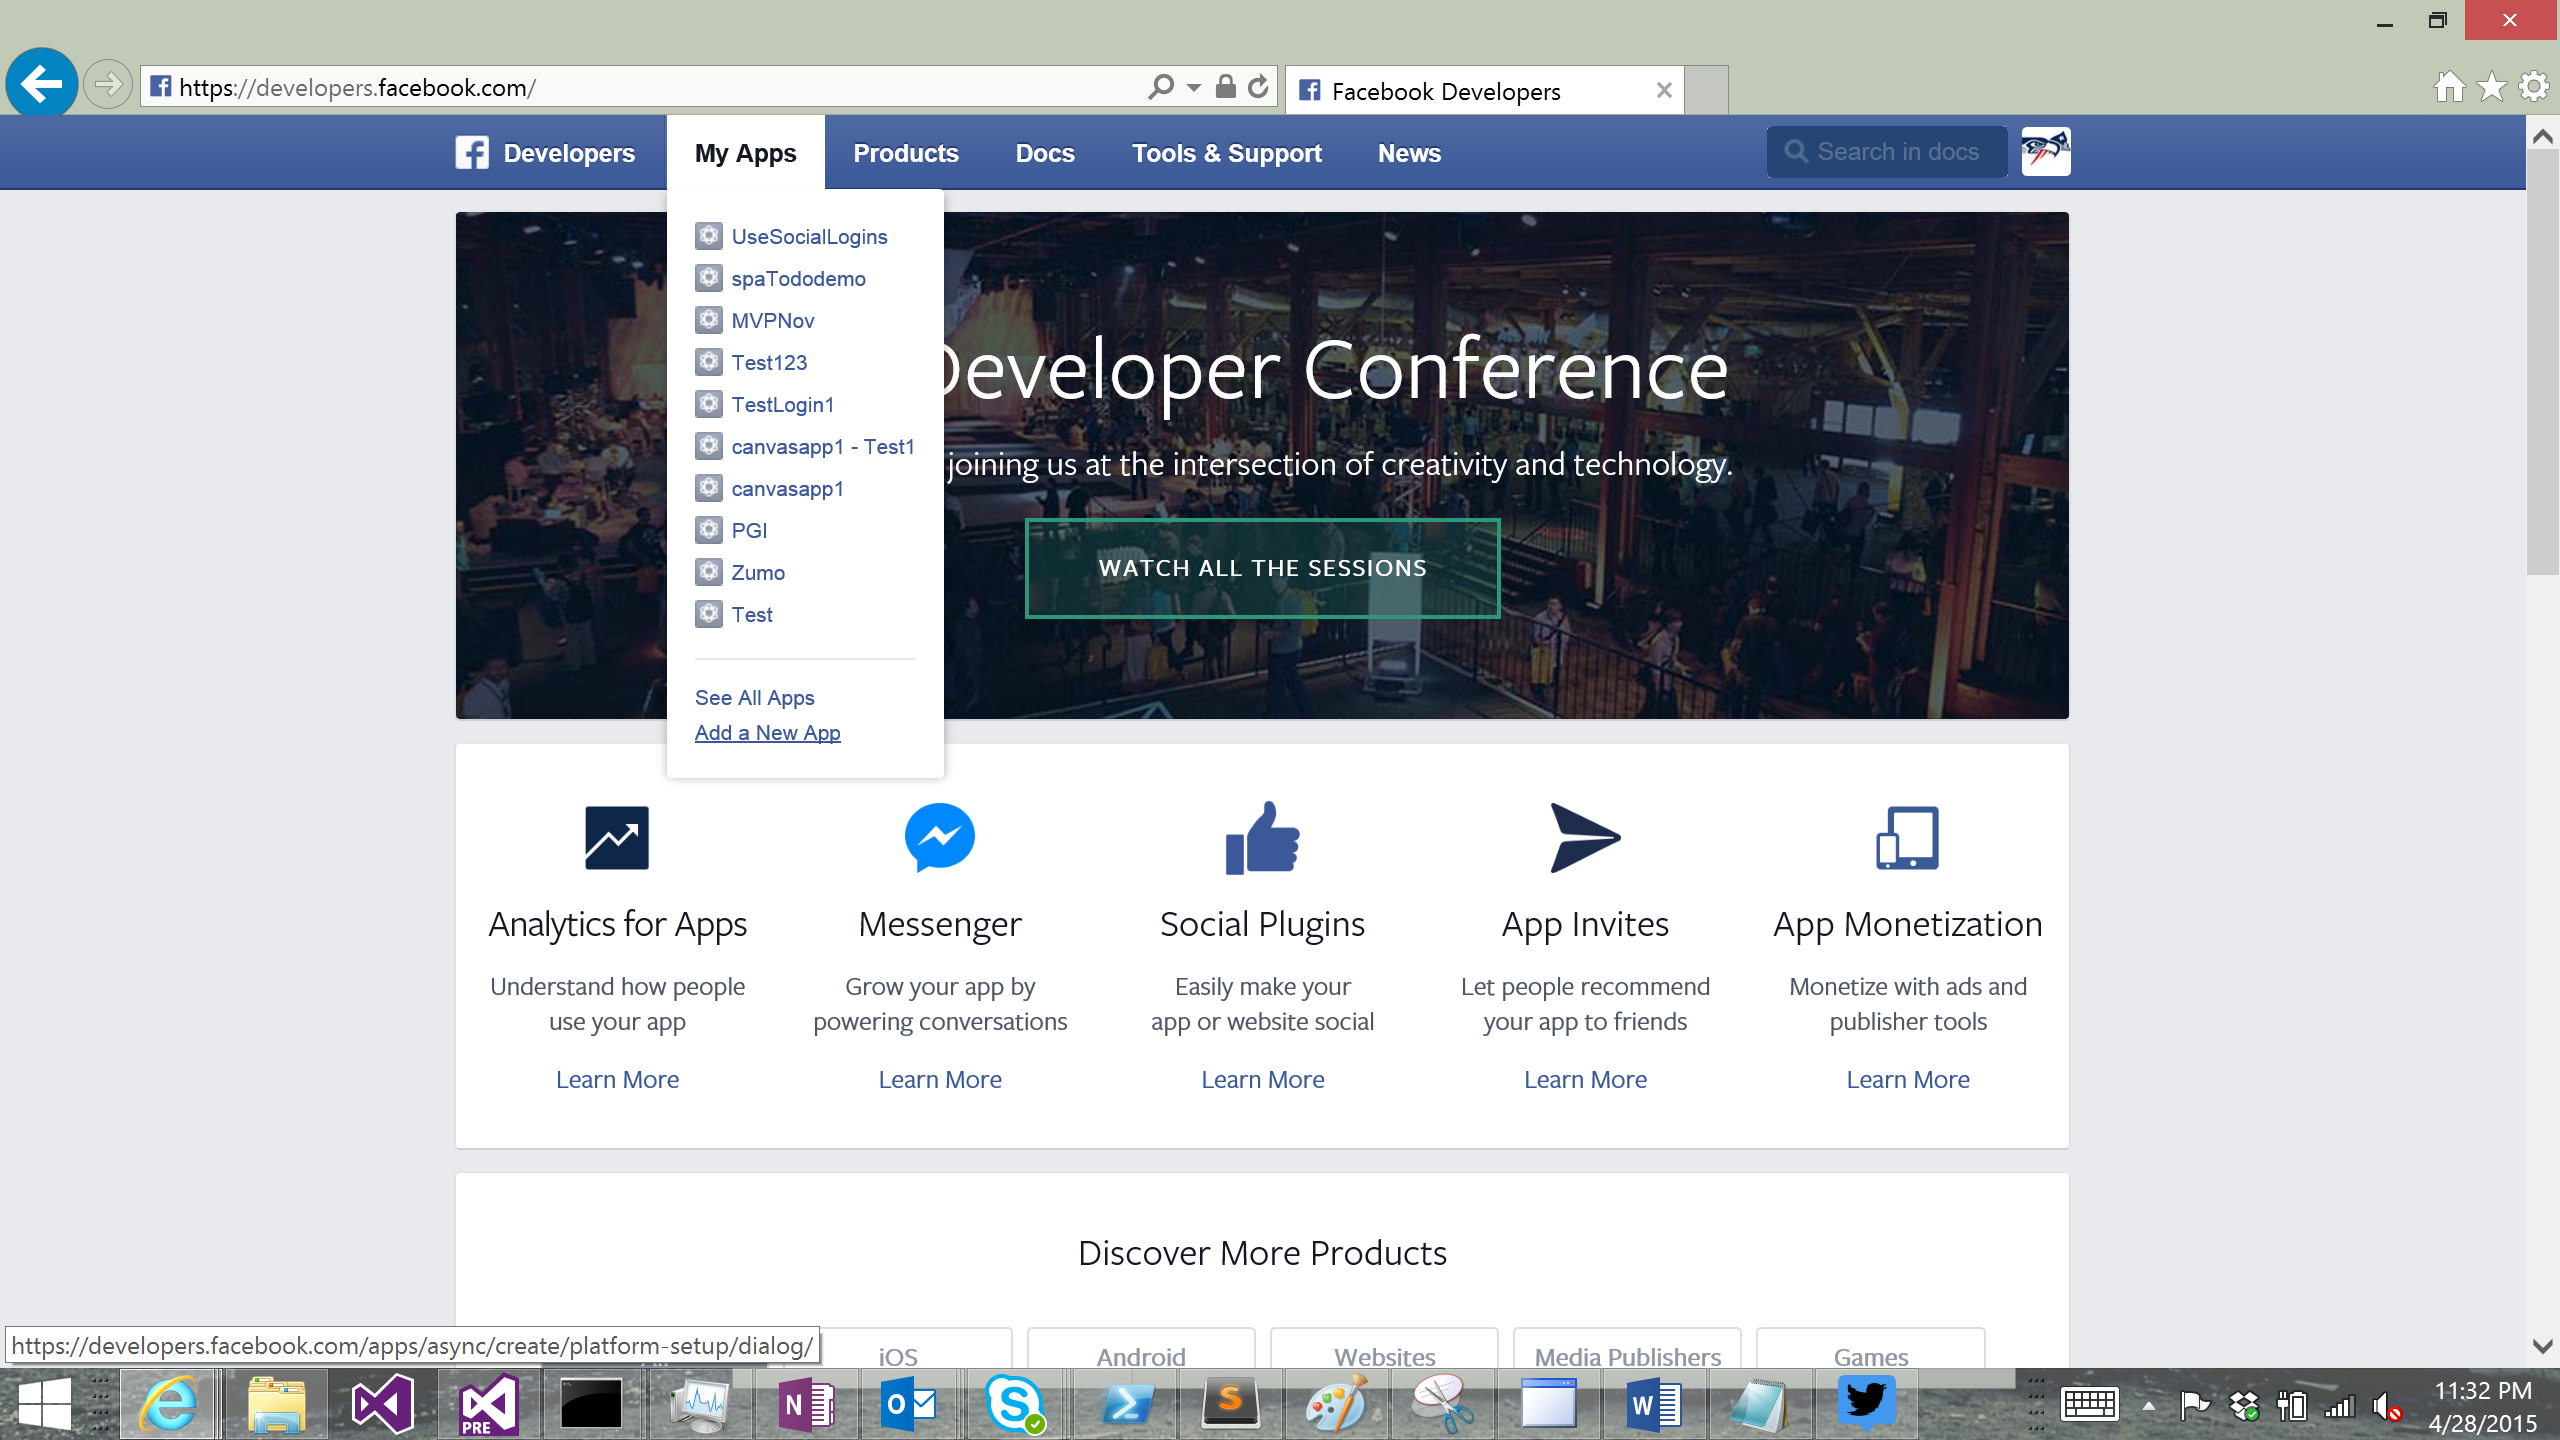 https://developers.facebook.com/
Facebook Developers
Developers
My Apps
Products
Docs
Tools & Support
News
Search in docs
UseSocialLogins
spaTododemo
MVPNov
Test123
TestLogin1
canvasapp1 - Test1
canvasapp1
PGI
Zumo
Test
See All Apps
Add a New App
Developer Conference
joining us at the intersection of creativity and technology.
WATCH ALL THE SESSIONS
Analytics for Apps
Understand how people
use your app
Learn More
Messenger
Grow your app by
powering conversations
Learn More
Social Plugins
Easily make your
app or website social
Learn More
App Invites
Let people recommend
your app to friends
Learn More
App Monetization
Monetize with ads and
publisher tools
Learn More
Discover More Products
iOS
Android
Websites
Media Publishers
Games
https://developers.facebook.com/apps/async/create/platform-setup/dialog/
PRE
11:32 PM
4/28/2015